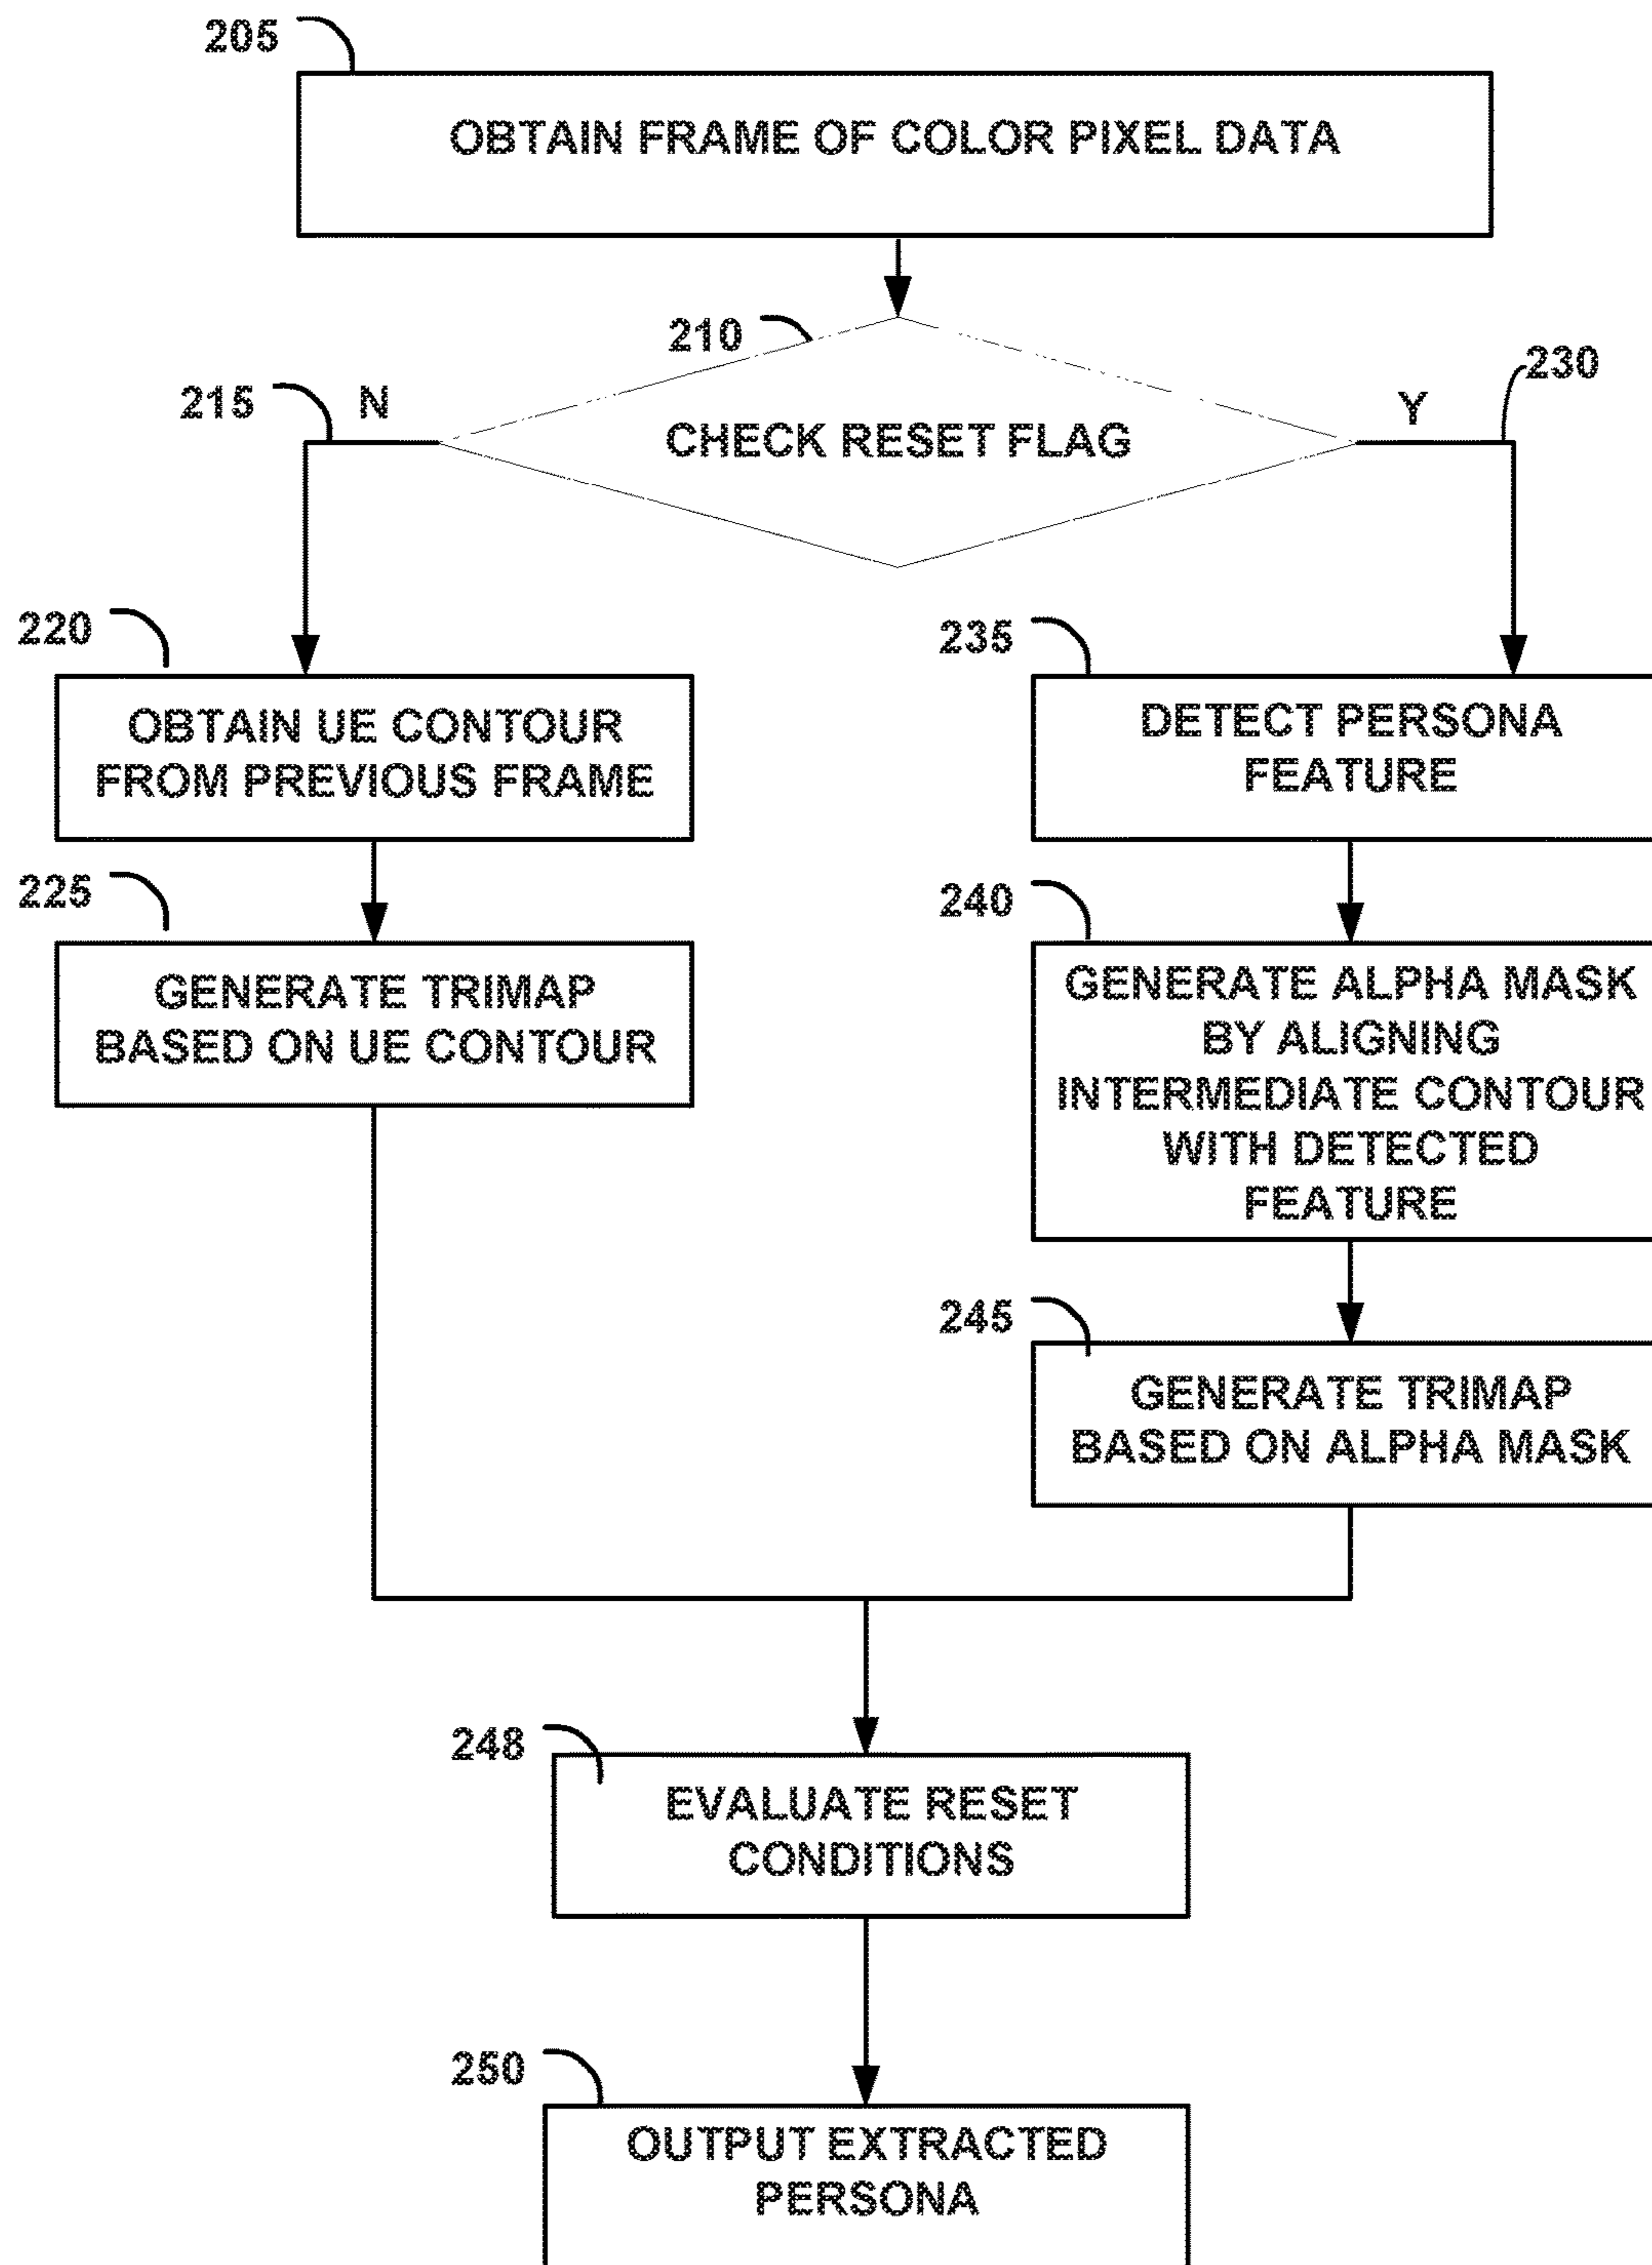 205
OBTAIN FRAME OF COLOR PIXEL DATA
210
215
N
CHECK RESET FLAG
Y
230
220
OBTAIN UE CONTOUR
FROM PREVIOUS FRAME
225
GENERATE TRIMAP
BASED ON UE CONTOUR
235
DETECT PERSONA
FEATURE
240
GENERATE ALPHA MASK
BY ALIGNING
INTERMEDIATE CONTOUR
WITH DETECTED
FEATURE
245
GENERATE TRIMAP
BASED ON ALPHA MASK
248
EVALUATE RESET
CONDITIONS
250
OUTPUT EXTRACTED
PERSONA